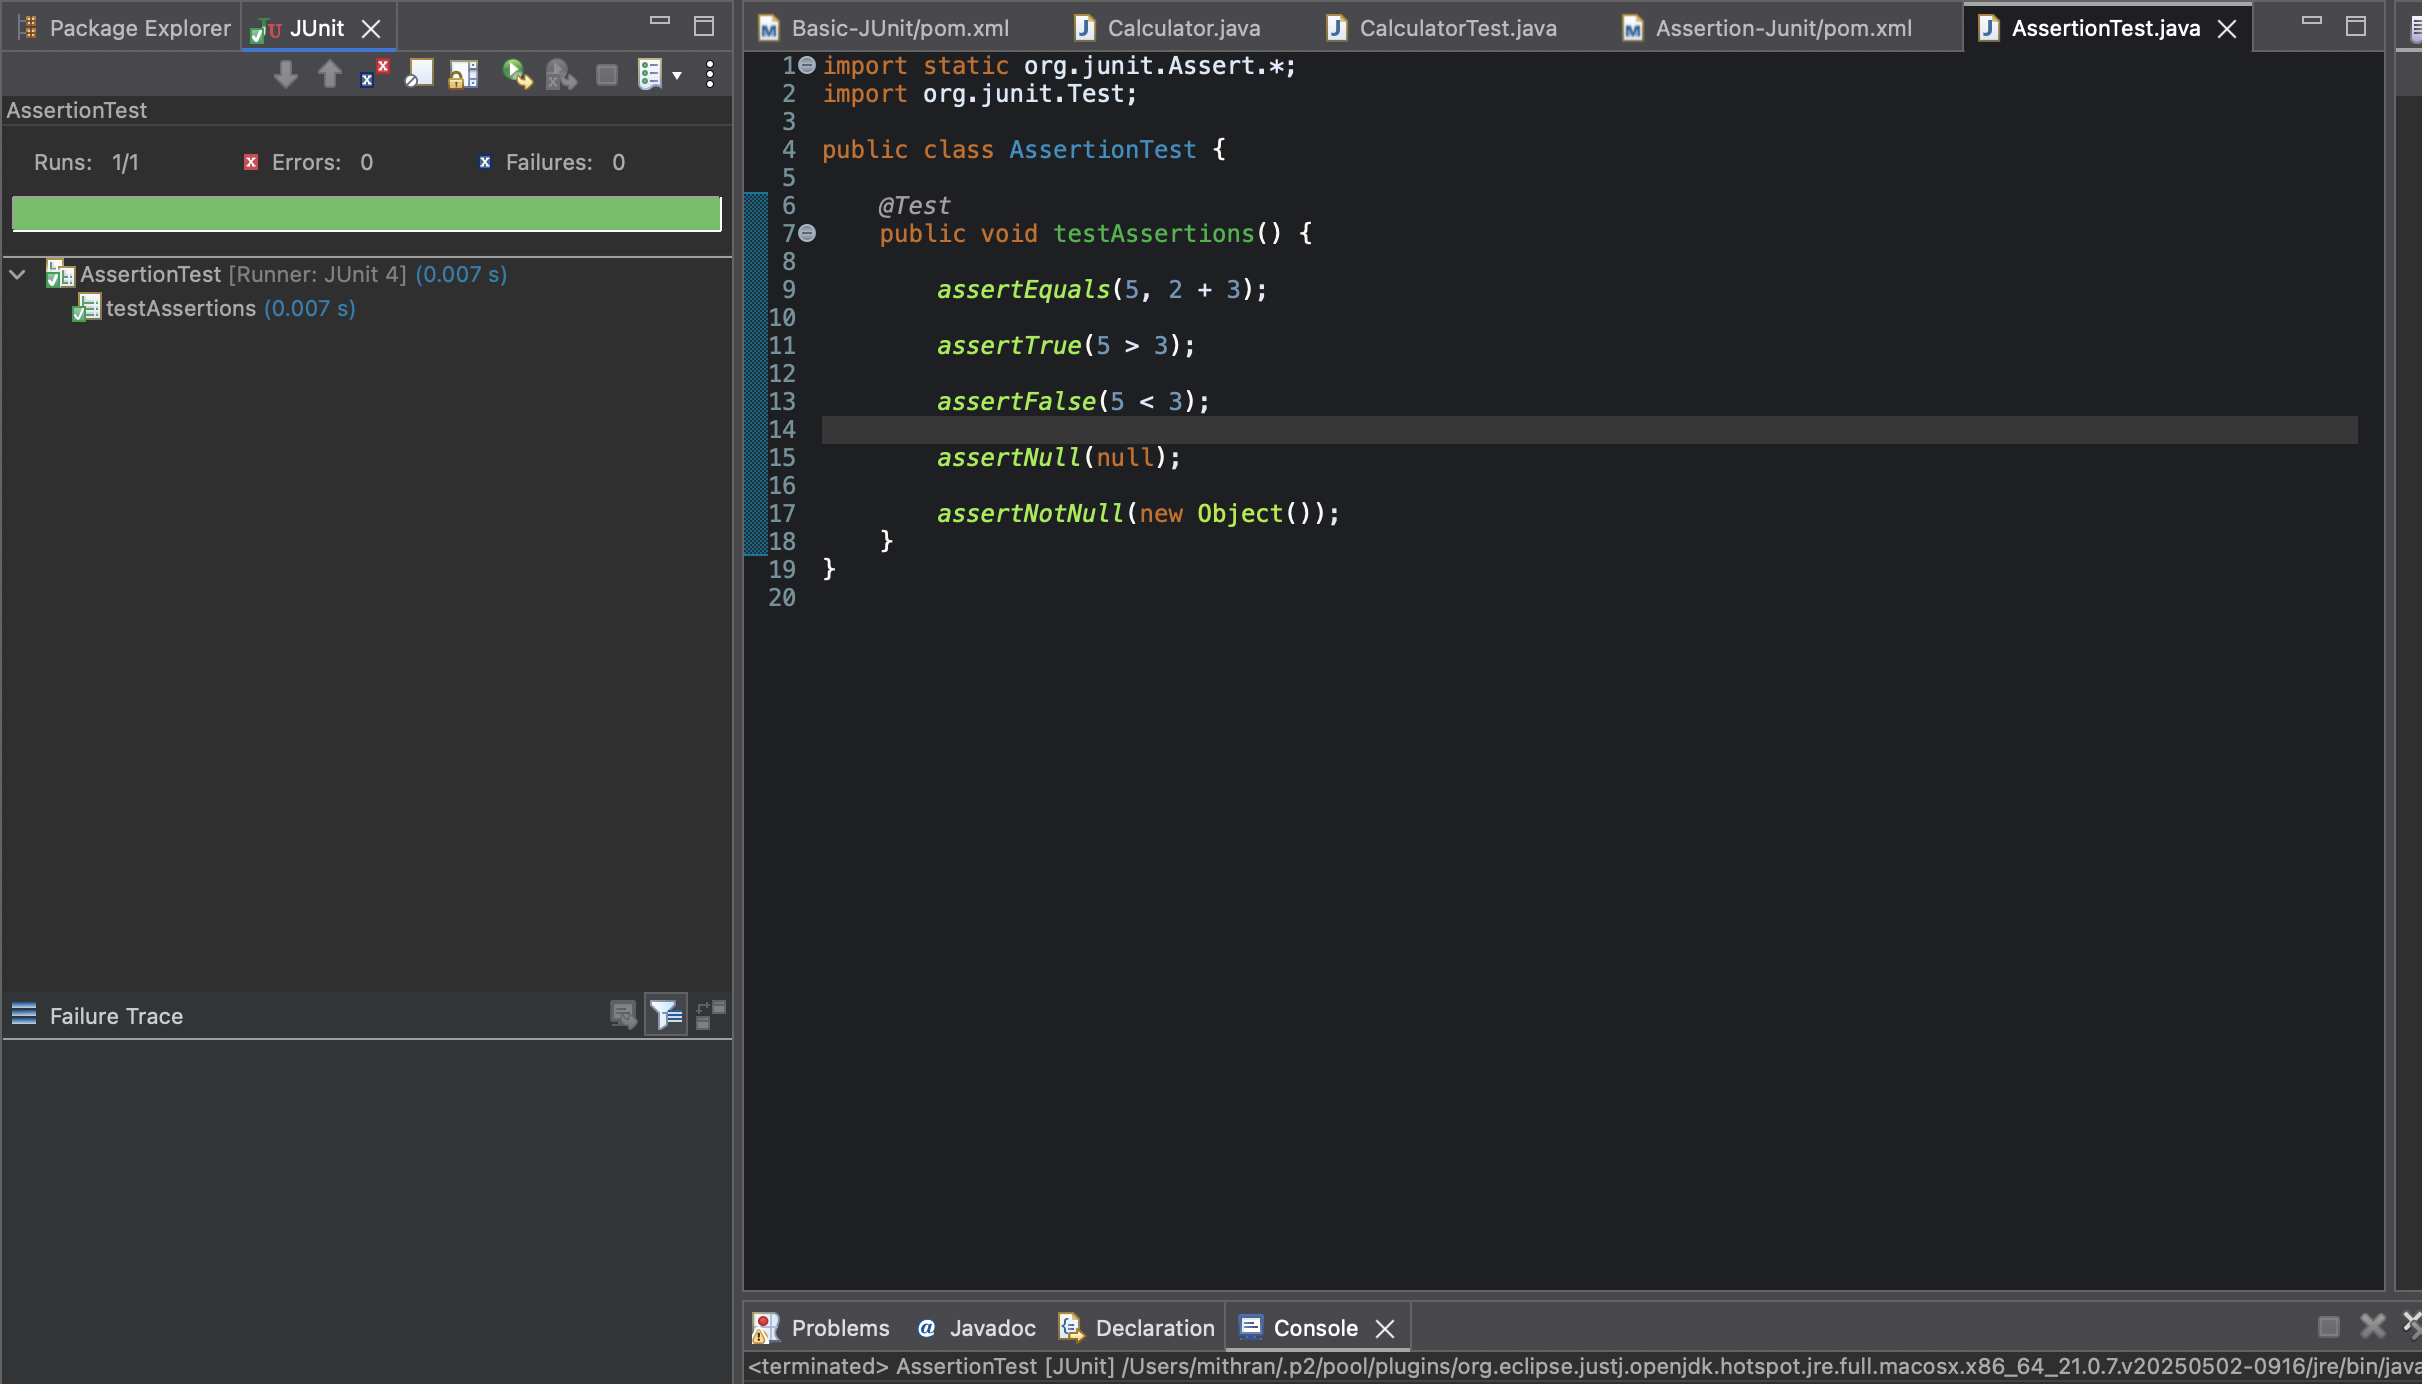 Package Explorer
JUnit
AssertionTest
Runs: 1/1
Errors: 0
Failures: 0
AssertionTest [Runner: JUnit 4] (0.007 s)
testAssertions (0.007 s)
Failure Trace
Basic-JUnit/pom.xml
Calculator.java
CalculatorTest.java
Assertion-Junit/pom.xml
AssertionTest.java
1 import static org.junit.Assert.*;
2 import org.junit.Test;
3
4 public class AssertionTest {
5
6 @Test
7 public void testAssertions() {
8
9 assertEquals(5, 2 + 3);
10
11 assertTrue(5 > 3);
12
13 assertFalse(5 < 3);
14
15 assertNull(null);
16
17 assertNotNull(new Object());
18 }
19 }
20
Problems
@ Javadoc
Declaration
Console
<terminated> AssertionTest [JUnit] /Users/mithran/.p2/pool/plugins/org.eclipse.justj.openjdk.hotspot.jre.full.macosx.x86_64_21.0.7.v20250502-0916/jre/bin/java